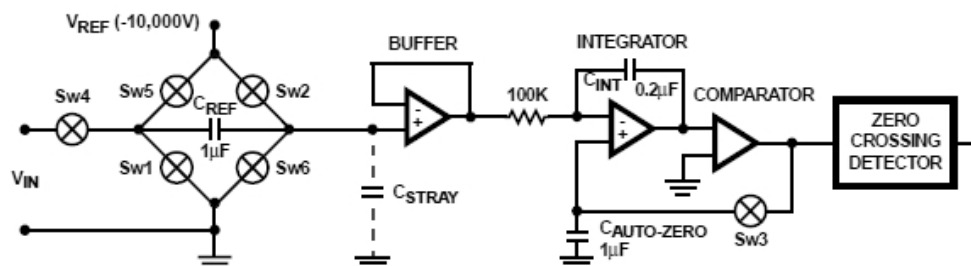 VREF (-10,000V)
BUFFER
INTEGRATOR
Sw5
Sw2
CINT
0.2µF
Sw4
CREF
100K
COMPARATOR
-
+
-
+
ZERO
CROSSING
DETECTOR
1µF
Sw1
Sw6
VIN
CSTRAY
CAUTO-ZERO
1µF
Sw3